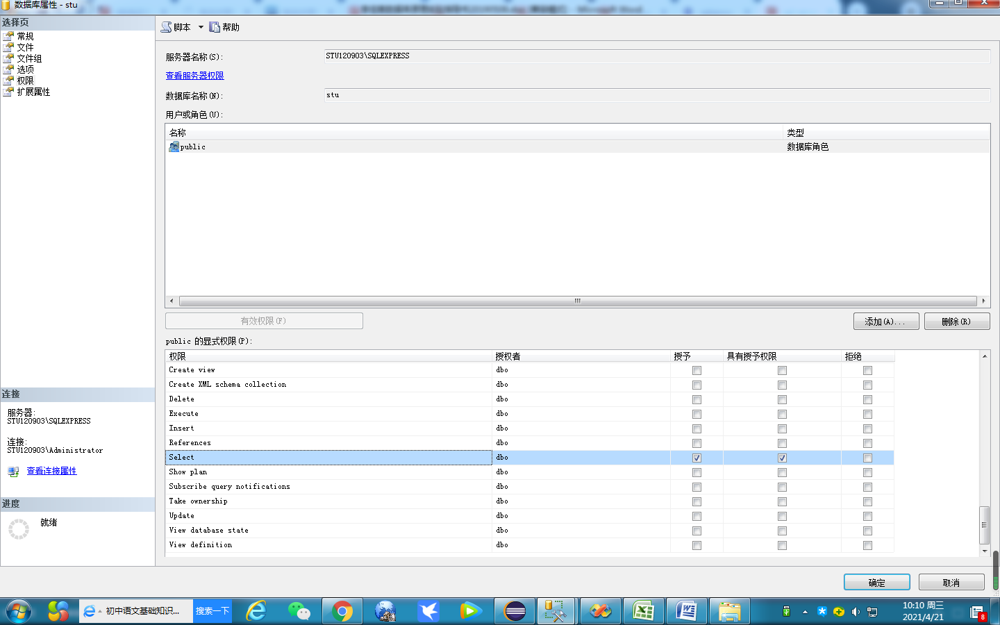 数据库属性 - stu
选择页
常规
文件
文件组
选项
权限
扩展属性
脚本 帮助
服务器名称(S): STU120903\SQLEXPRESS
查看服务器权限
数据库名称(N): stu
用户或角色(U):
名称 类型
public 数据库角色
有效权限(F) 添加(A)... 删除(R)
public 的显式权限(P):
权限 授权者 授予 具有授予权限 拒绝
Create view dbo
Create XML schema collection dbo
Delete dbo
Execute dbo
Insert dbo
References dbo
Select dbo
Show plan dbo
Subscribe query notifications dbo
Take ownership dbo
Update dbo
View database state dbo
View definition dbo
连接
服务器:
STU120903\SQLEXPRESS
连接:
STU120903\Administrator
查看连接属性
进度
就绪
确定 取消
初中语文基础知识... 搜索一下
10:10 周三
2021/4/21
8